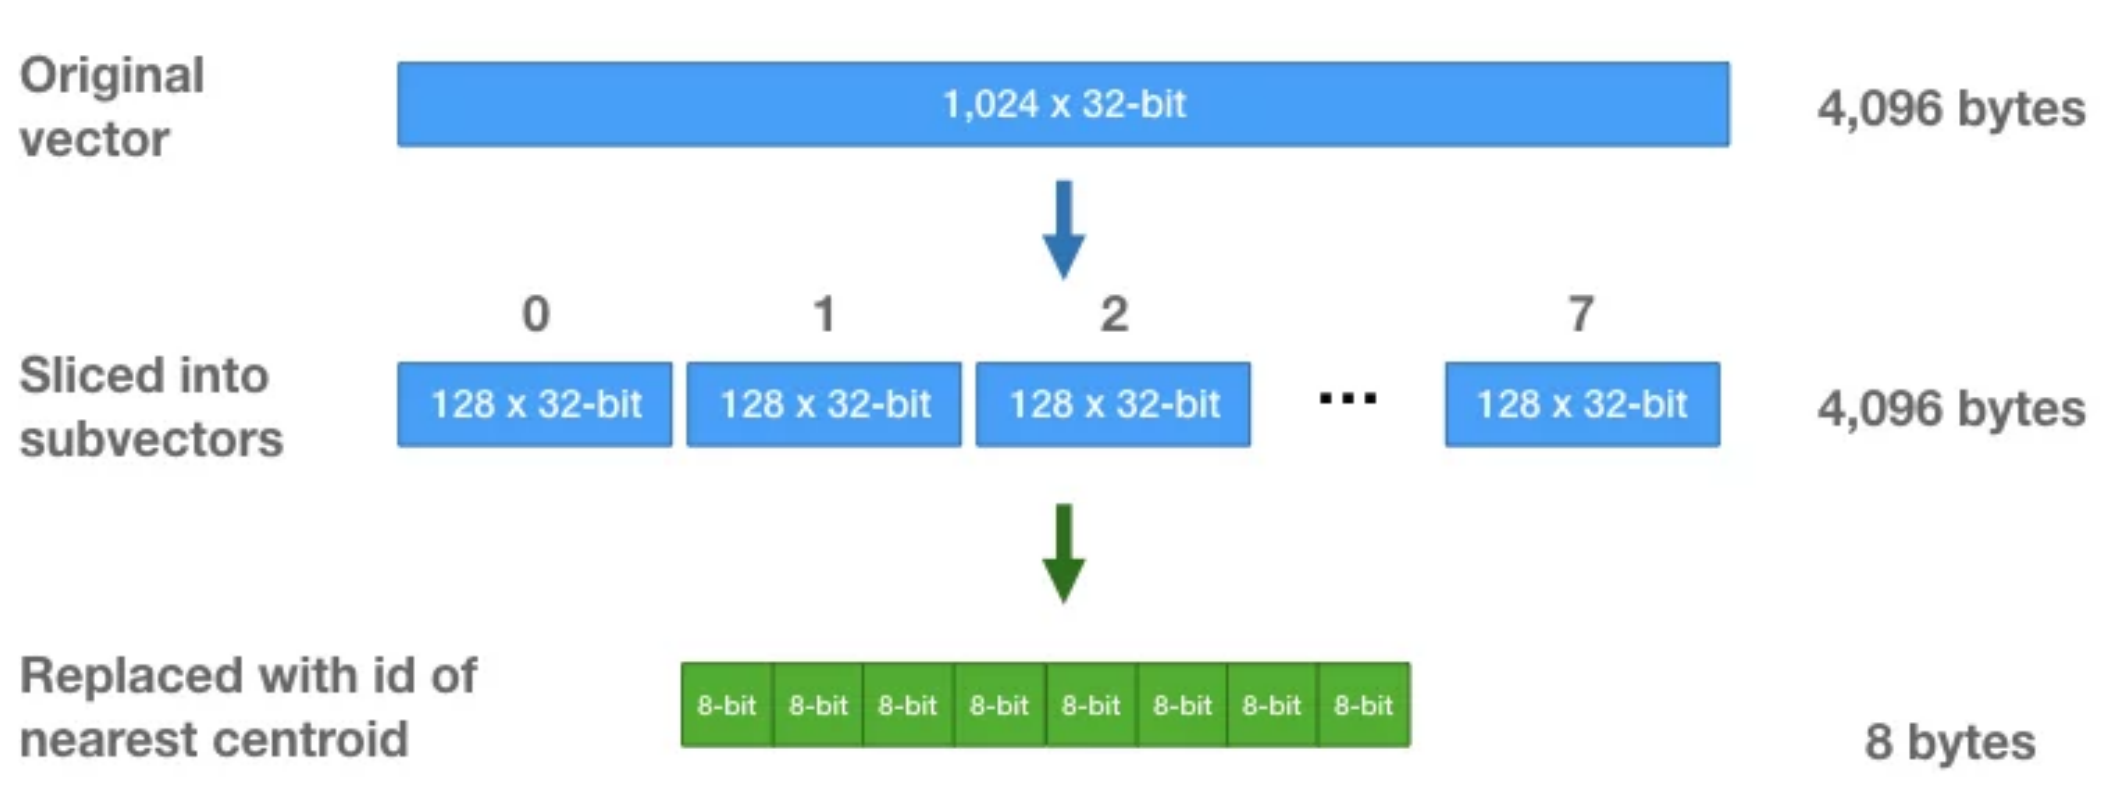 Original
vector
1,024 x 32-bit
4,096 bytes
0 1 2 7
Sliced into
subvectors
128 x 32-bit 128 x 32-bit 128 x 32-bit ... 128 x 32-bit
4,096 bytes
Replaced with id of
nearest centroid
8-bit 8-bit 8-bit 8-bit 8-bit 8-bit 8-bit 8-bit
8 bytes